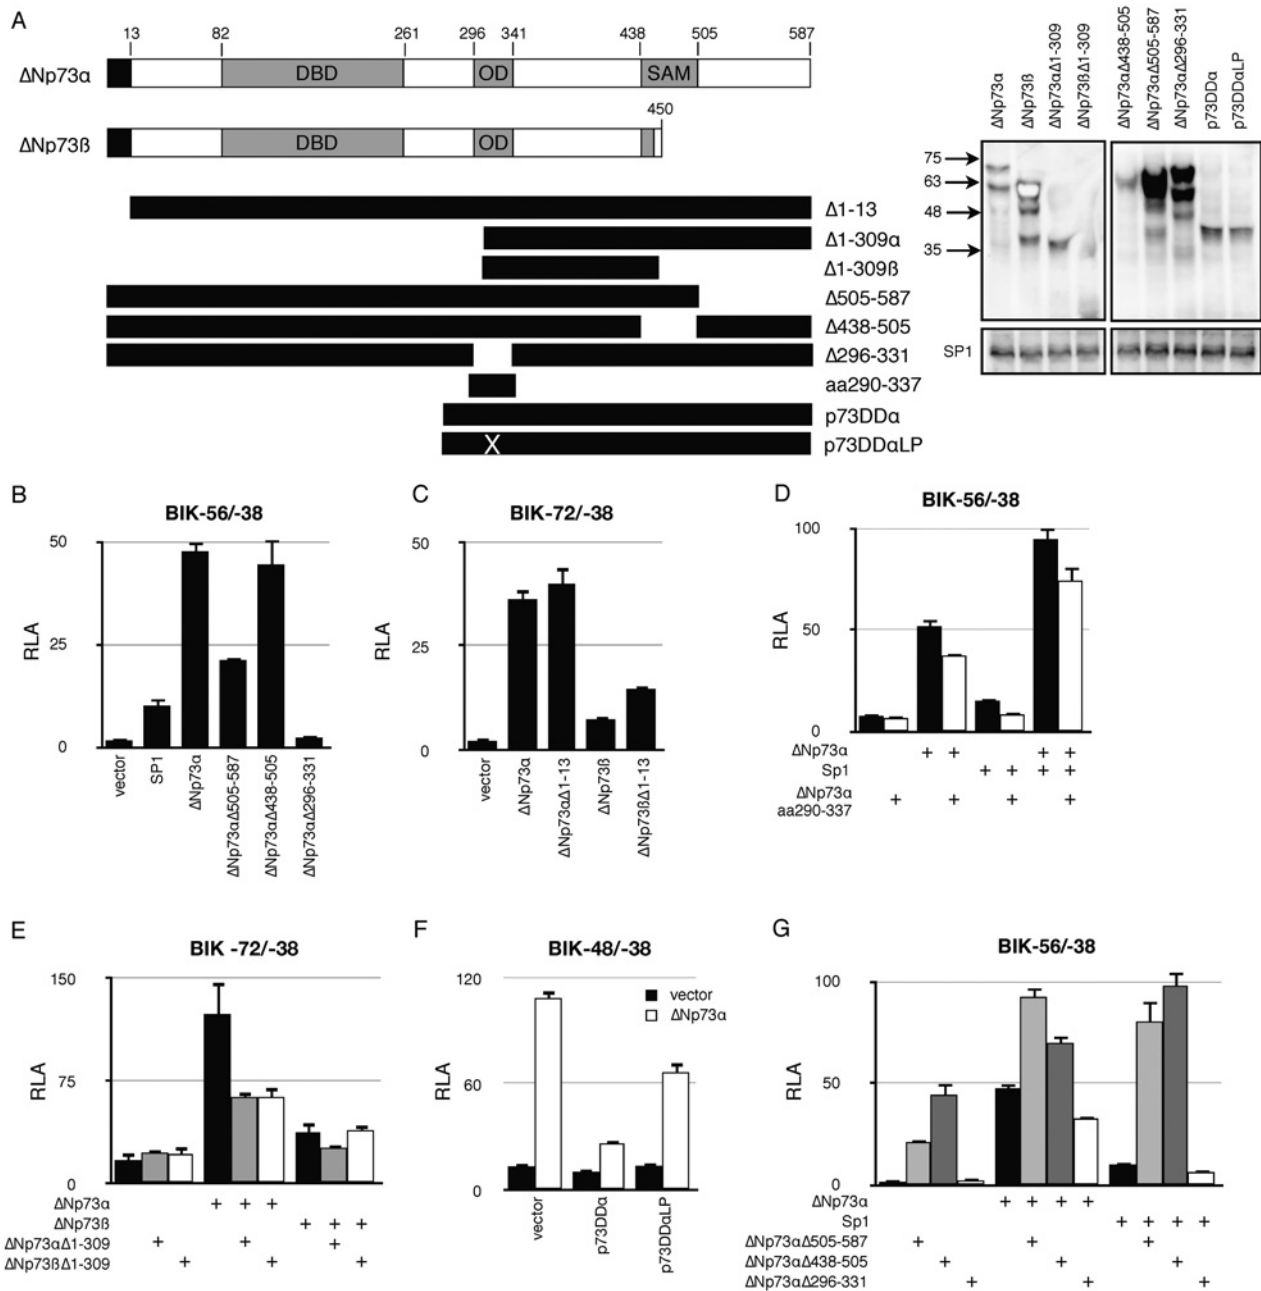 A
13 82 261 296 341 438 505 587
ΔNp73α DBD OD SAM
450
ΔNp73ß DBD OD
Δ1-13
Δ1-309α
Δ1-309ß
Δ505-587
Δ438-505
Δ296-331
aa290-337
p73DDα
X p73DDαLP
ΔNp73α
ΔNp73ß
ΔNp73αΔ1-309
ΔNp73ßΔ1-309
ΔNp73αΔ438-505
ΔNp73αΔ505-587
ΔNp73αΔ296-331
p73DDα
p73DDαLP
75
63
48
35
SP1
B
BIK-56/-38
50
25
0
RLA
vector
SP1
ΔNp73α
ΔNp73αΔ505-587
ΔNp73αΔ438-505
ΔNp73αΔ296-331
C
BIK-72/-38
50
25
0
RLA
vector
ΔNp73α
ΔNp73αΔ1-13
ΔNp73ß
ΔNp73ßΔ1-13
D
BIK-56/-38
100
50
0
RLA
ΔNp73α + + + +
Sp1 + + + +
ΔNp73α
aa290-337 + + + +
E
BIK -72/-38
150
75
0
RLA
ΔNp73α + + +
ΔNp73ß + + +
ΔNp73αΔ1-309 + + +
ΔNp73ßΔ1-309 + + +
F
BIK-48/-38
120
60
0
RLA
vector
ΔNp73α
vector
p73DDα
p73DDαLP
G
BIK-56/-38
100
50
0
RLA
ΔNp73α + + + +
Sp1 + + + +
ΔNp73αΔ505-587 + + +
ΔNp73αΔ438-505 + + +
ΔNp73αΔ296-331 + + +